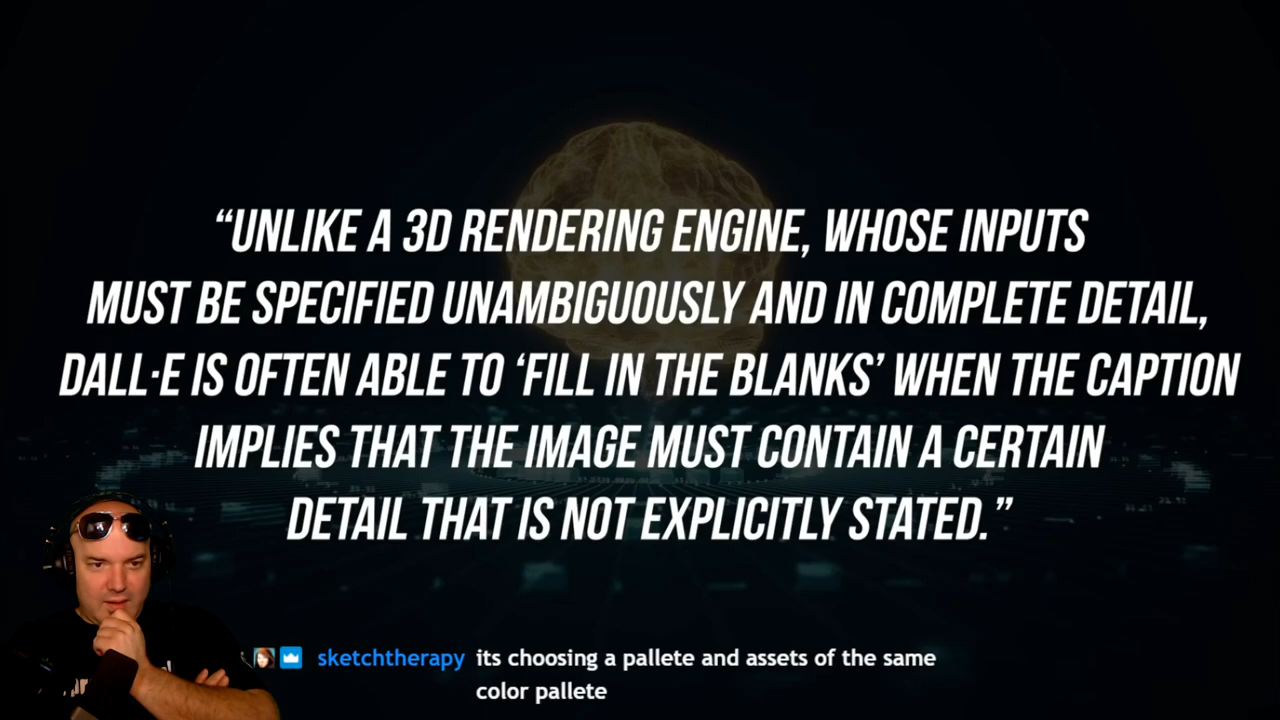 “UNLIKE A 3D RENDERING ENGINE, WHOSE INPUTS
MUST BE SPECIFIED UNAMBIGUOUSLY AND IN COMPLETE DETAIL,
DALL·E IS OFTEN ABLE TO ‘FILL IN THE BLANKS’ WHEN THE CAPTION
IMPLIES THAT THE IMAGE MUST CONTAIN A CERTAIN
DETAIL THAT IS NOT EXPLICITLY STATED.”
sketchtherapy its choosing a pallete and assets of the same
color pallete